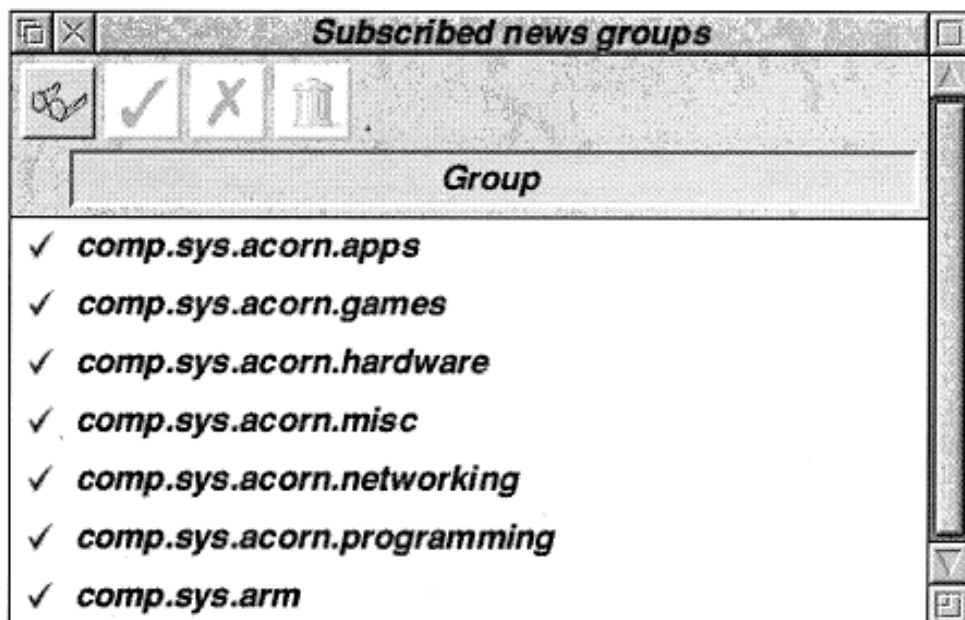 Subscribed news groups
Group
comp.sys.acorn.apps
comp.sys.acorn.games
comp.sys.acorn.hardware
comp.sys.acorn.misc
comp.sys.acorn.networking
comp.sys.acorn.programming
comp.sys.arm